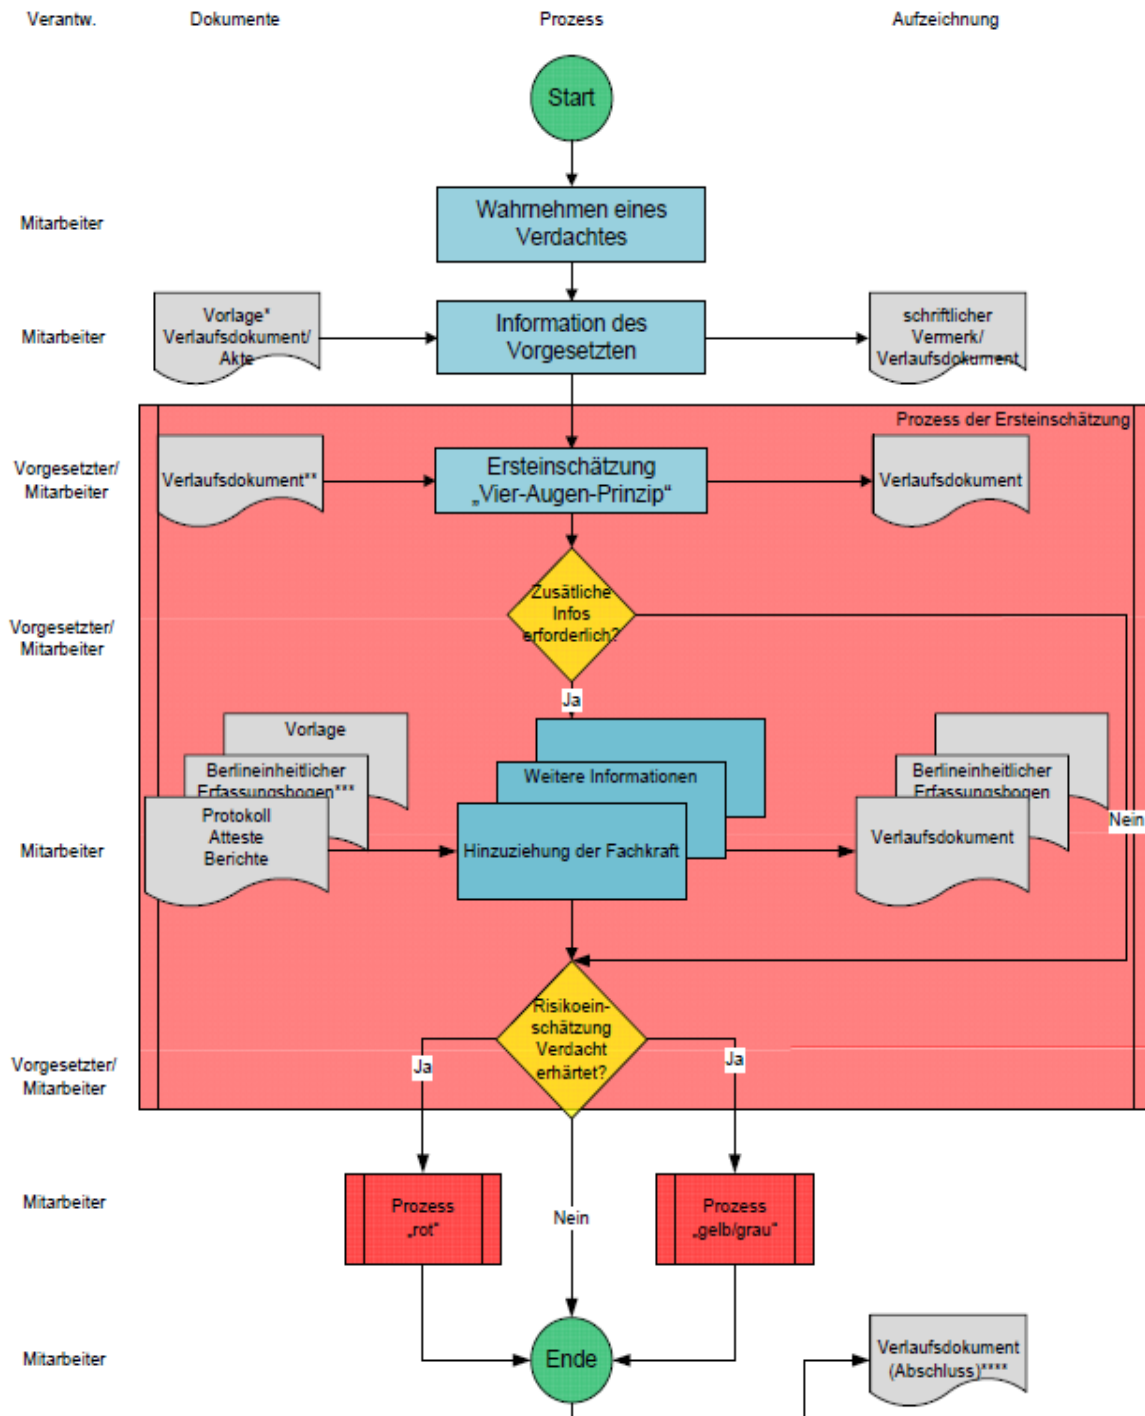 Verantw.
Dokumente
Prozess
Aufzeichnung
Start
Mitarbeiter
Wahrnehmen eines
Verdachtes
Mitarbeiter
Vorlage*
Verlaufsdokument/
Akte
Information des
Vorgesetzten
schriftlicher
Vermerk/
Verlaufsdokument
Prozess der Ersteinschätzung
Vorgesetzter/
Mitarbeiter
Verlaufsdokument**
Ersteinschätzung
„Vier-Augen-Prinzip“
Verlaufsdokument
Vorgesetzter/
Mitarbeiter
Zusätliche
Infos
erforderlich?
Ja
Nein
Vorlage
Berlineinheitlicher
Erfassungsbogen***
Protokoll
Atteste
Berichte
Weitere Informationen
Hinzuziehung der Fachkraft
Berlineinheitlicher
Erfassungsbogen
Verlaufsdokument
Mitarbeiter
Risikoein-
schätzung
Verdacht
erhärtet?
Vorgesetzter/
Mitarbeiter
Ja
Ja
Mitarbeiter
Prozess
„rot“
Nein
Prozess
„gelb/grau“
Mitarbeiter
Ende
Verlaufsdokument
(Abschluss)****